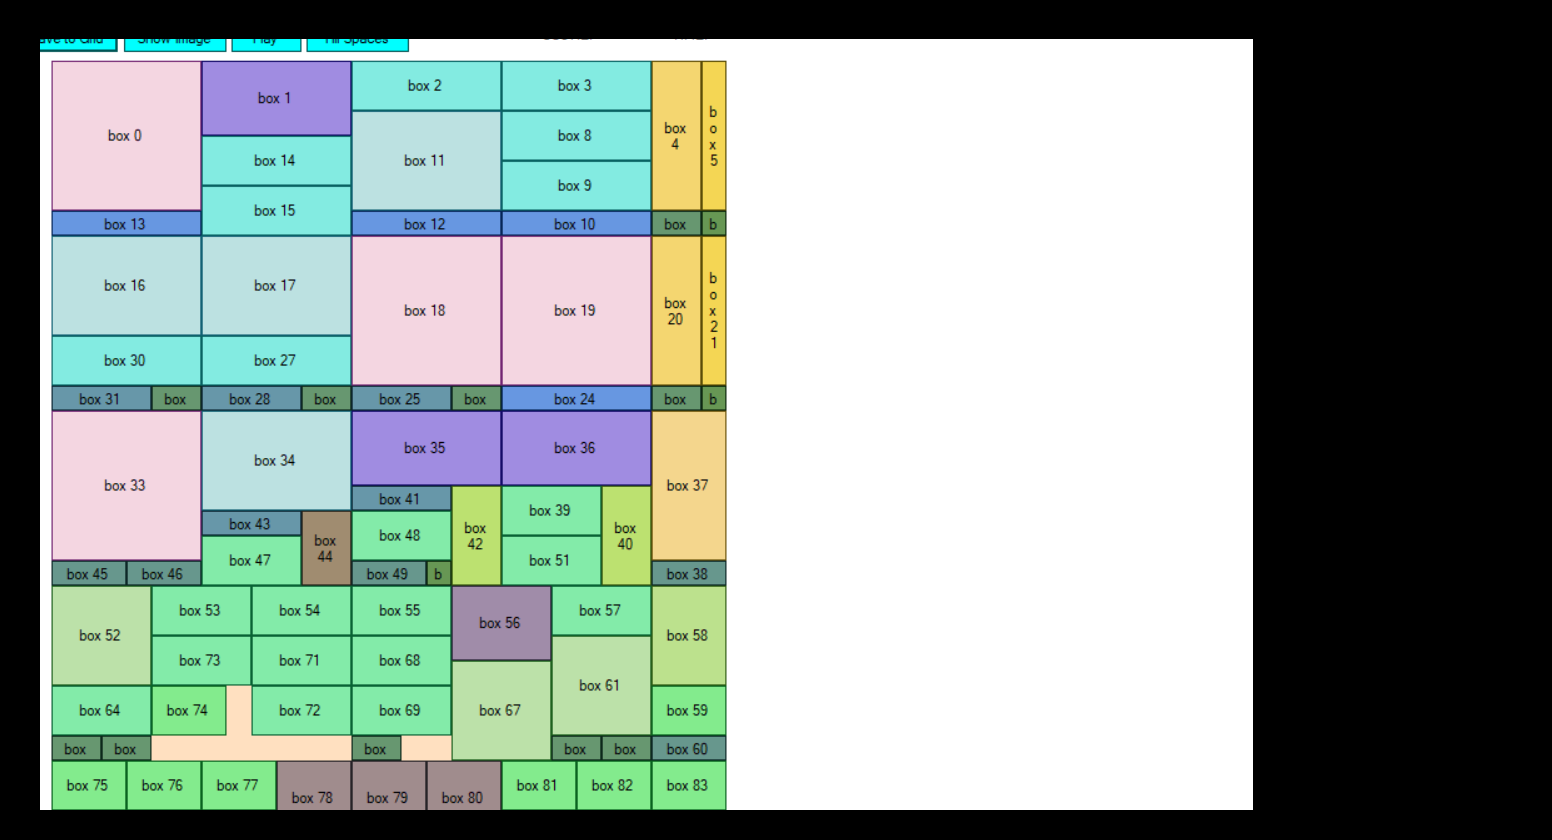 Show Image
Play
Fill Spaces
box 0
box 1
box 2
box 3
box
4
b
o
x
5
box 14
box 11
box 8
box 9
box 15
box 13
box 12
box 10
box
b
box 16
box 17
box 18
box 19
box
20
b
o
x
2
1
box 30
box 27
box 31
box
box 28
box
box 25
box
box 24
box
b
box 33
box 34
box 35
box 36
box 37
box 41
box
42
box 39
box
40
box 43
box
44
box 48
box 47
box 51
box 45
box 46
box 49
b
box 38
box 52
box 53
box 54
box 55
box 56
box 57
box 58
box 73
box 71
box 68
box 61
box 64
box 74
box 72
box 69
box 67
box 59
box
box
box
box
box
box 60
box 75
box 76
box 77
box 78
box 79
box 80
box 81
box 82
box 83